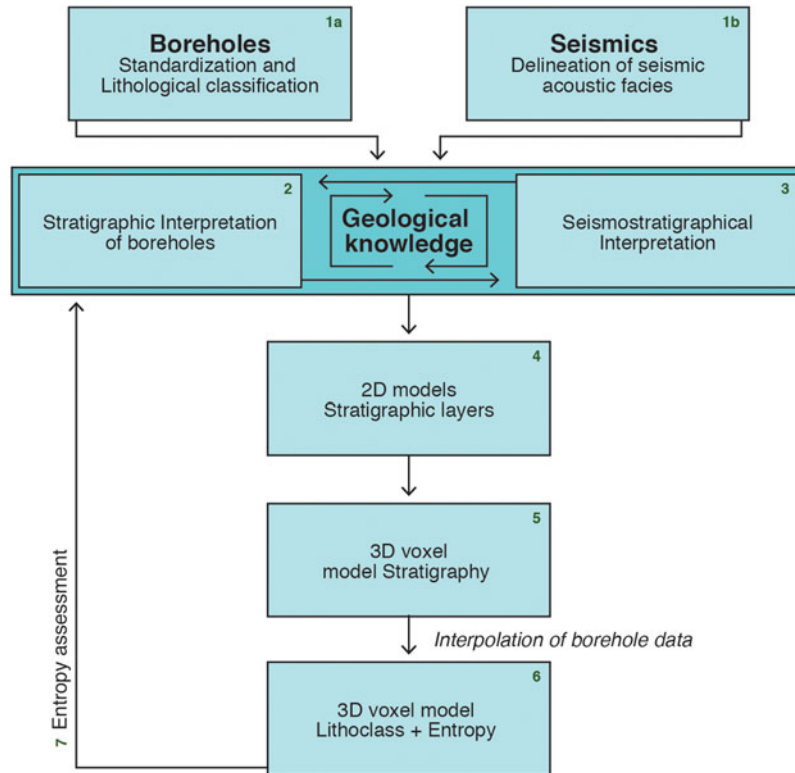 1a
Boreholes
Standardization and
Lithological classification
1b
Seismics
Delineation of seismic
acoustic facies
2
Stratigraphic Interpretation
of boreholes
Geological
knowledge
3
Seismostratigraphical
Interpretation
4
2D models
Stratigraphic layers
5
3D voxel
model Stratigraphy
Interpolation of borehole data
6
3D voxel model
Lithoclass + Entropy
7 Entropy assessment